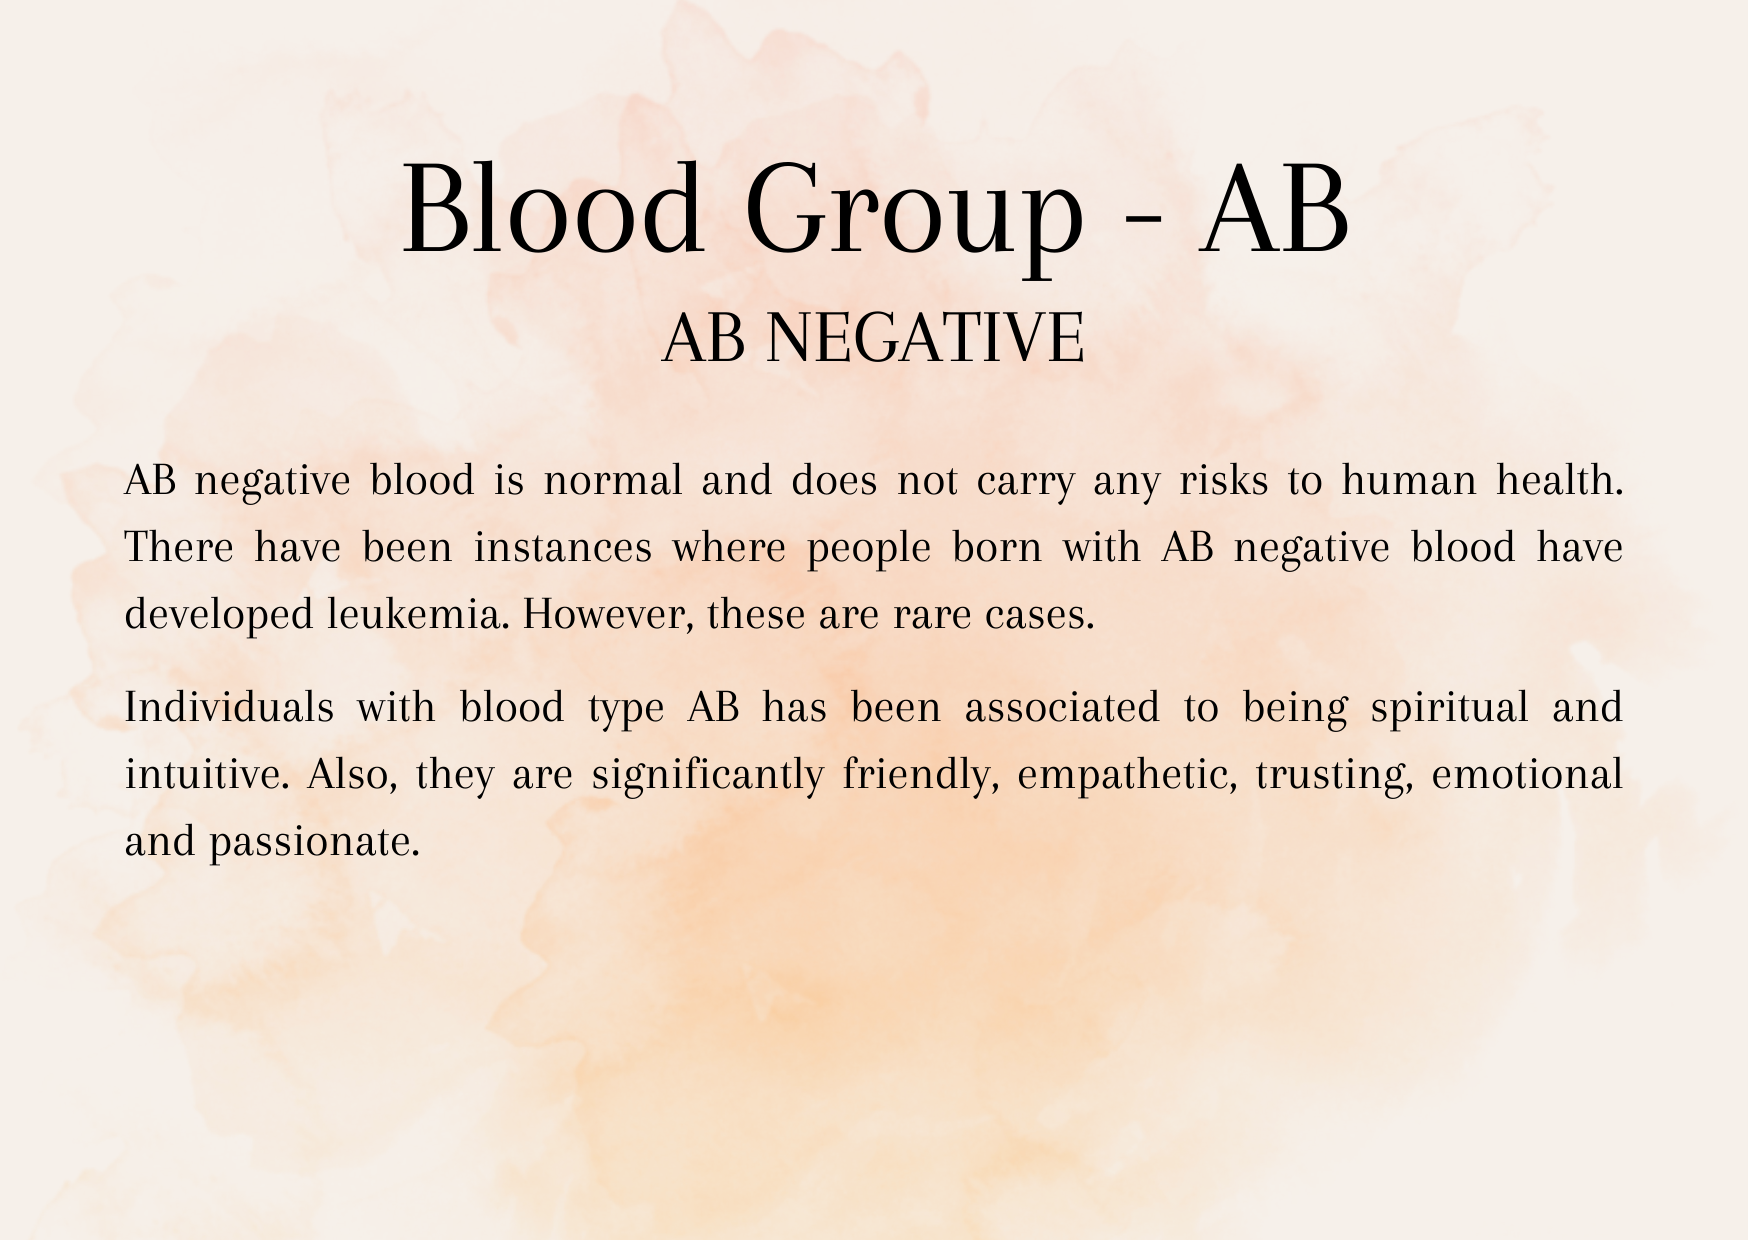 Blood Group - AB
AB NEGATIVE
AB negative blood is normal and does not carry any risks to human health.
There have been instances where people born with AB negative blood have
developed leukemia. However, these are rare cases.
Individuals with blood type AB has been associated to being spiritual and
intuitive. Also, they are significantly friendly, empathetic, trusting, emotional
and passionate.